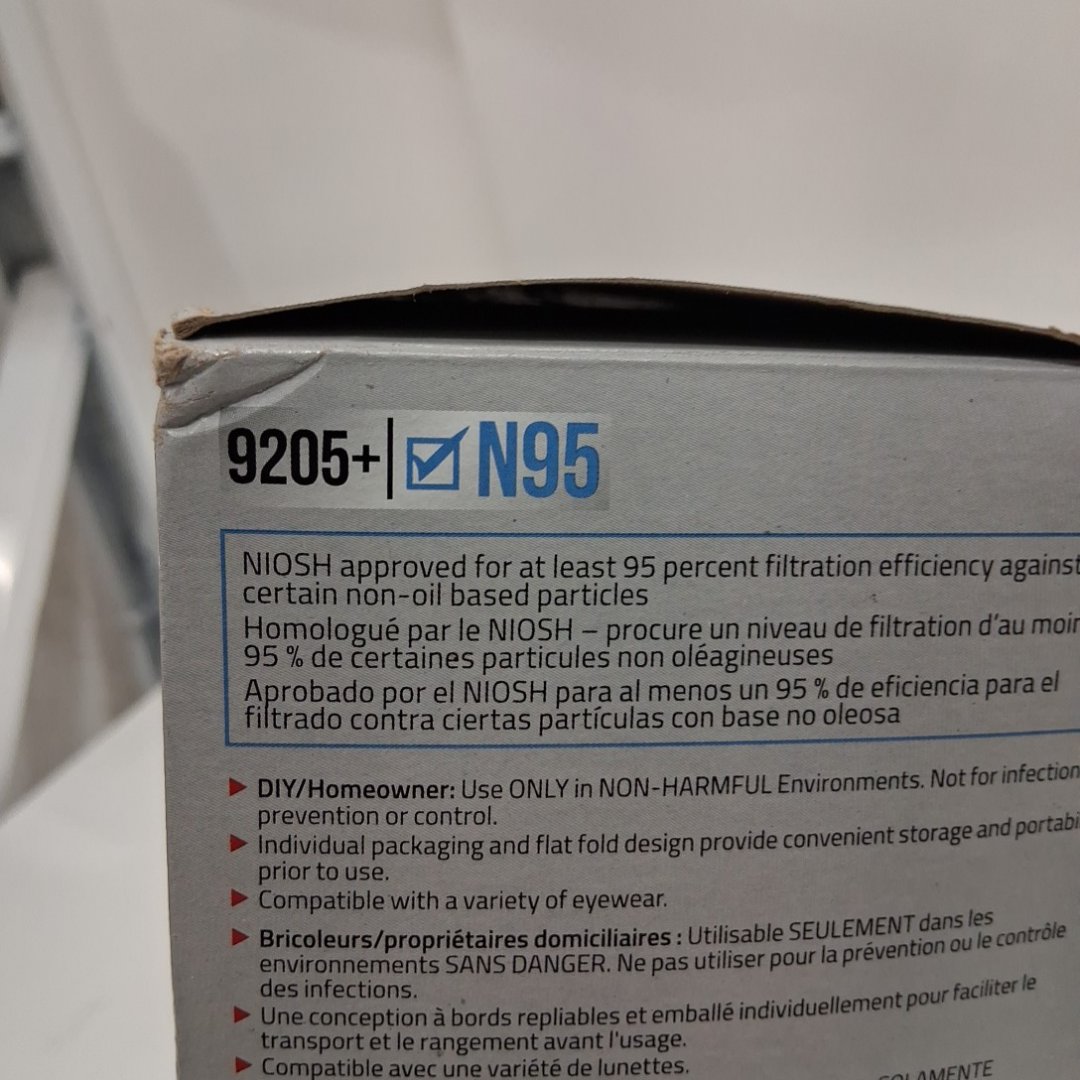 9205+ | N95
NIOSH approved for at least 95 percent filtration efficiency against
certain non-oil based particles
Homologué par le NIOSH – procure un niveau de filtration d'au
95 % de certaines particules non oléagineuses
Aprobado por el NIOSH para al menos un 95 % de eficiencia para el
filtrado contra ciertas partículas con base no oleosa
DIY/Homeowner: Use ONLY in NON-HARMFUL Environments. Not for infection
prevention or control.
Individual packaging and flat fold design provide convenient storage and
prior to use.
Compatible with a variety of eyewear.
Bricoleurs/propriétaires domiciliaires : Utilisable SEULEMENT dans les
environnements SANS DANGER. Ne pas utiliser pour la prévention ou le contrôle
des infections.
Une conception à bords repliables et emballé individuellement pour faciliter le
transport et le rangement avant l'usage.
Compatible avec une variété de lunettes.